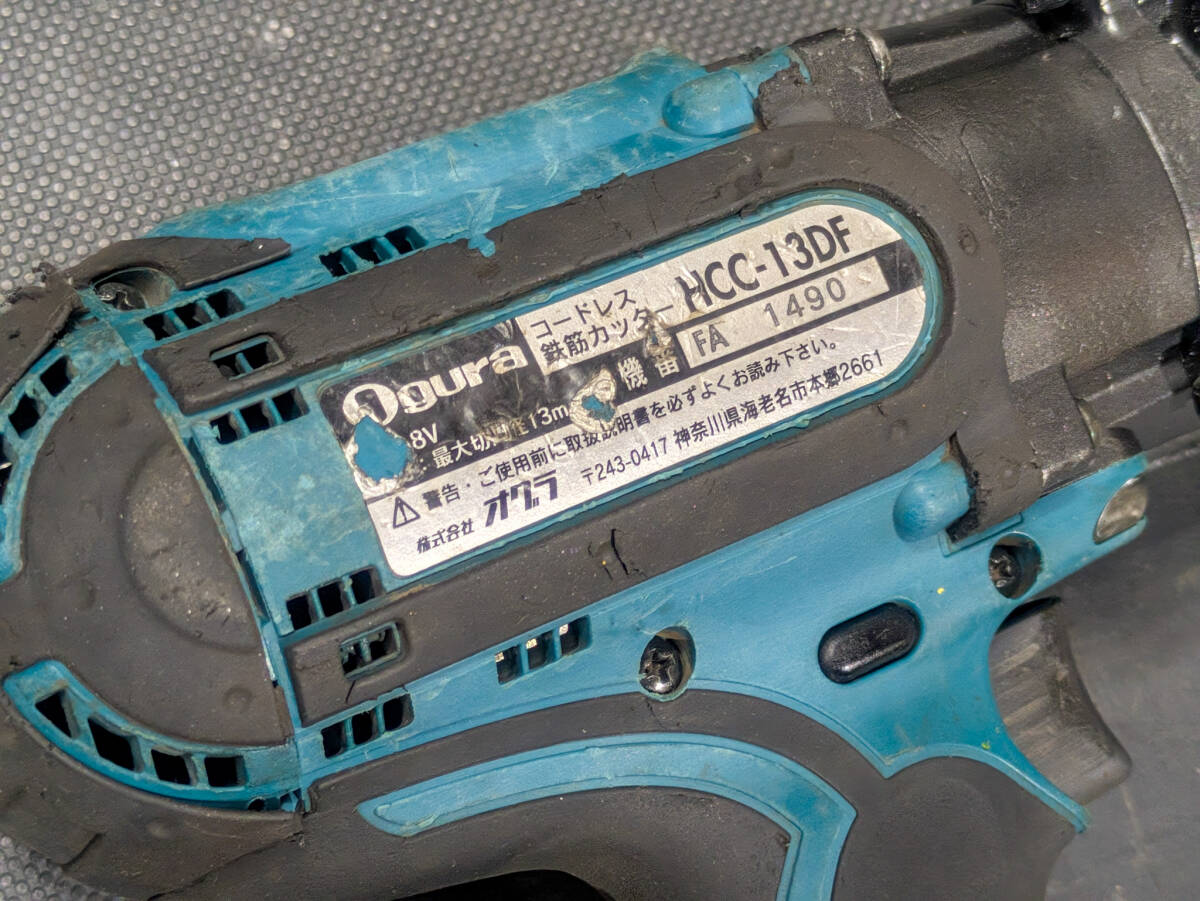 Ogura コードレス 鉄筋カッター HCC-13DF
8V 機番 FA 1490
最大切 13m
⚠ 警告・ご使用前に取扱説明書を必ずよくお読み下さい。
株式会社 オグラ 〒243-0417 神奈川県海老名市本郷2661